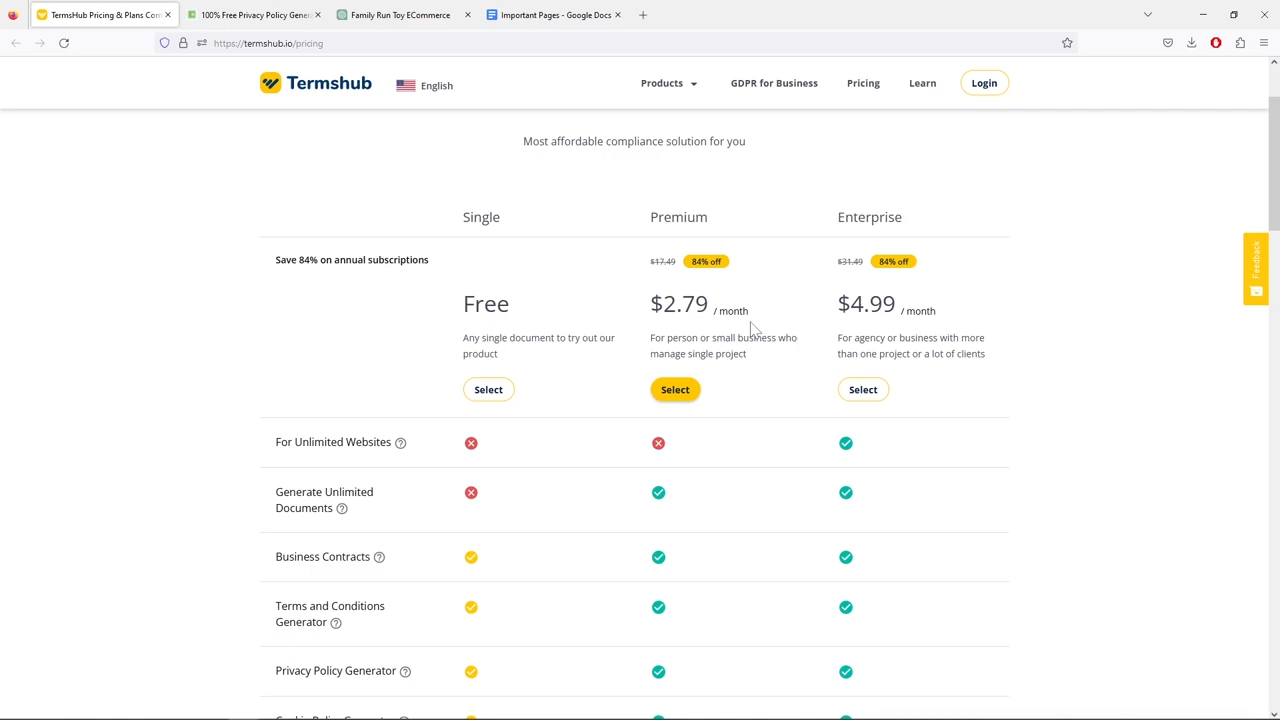 TermsHub Pricing & Plans Com
100% Free Privacy Policy Gener
Family Run Toy ECommerce
Important Pages - Google Docs
https://termshub.io/pricing
Termshub
English
Products
GDPR for Business
Pricing
Learn
Login
Most affordable compliance solution for you
Single
Premium
Enterprise
Save 84% on annual subscriptions
$17.49
84% off
$31.49
84% off
Free
$2.79 / month
$4.99 / month
Any single document to try out our
product
For person or small business who
manage single project
For agency or business with more
than one project or a lot of clients
Select
Select
Select
For Unlimited Websites
Generate Unlimited
Documents
Business Contracts
Terms and Conditions
Generator
Privacy Policy Generator
Feedback